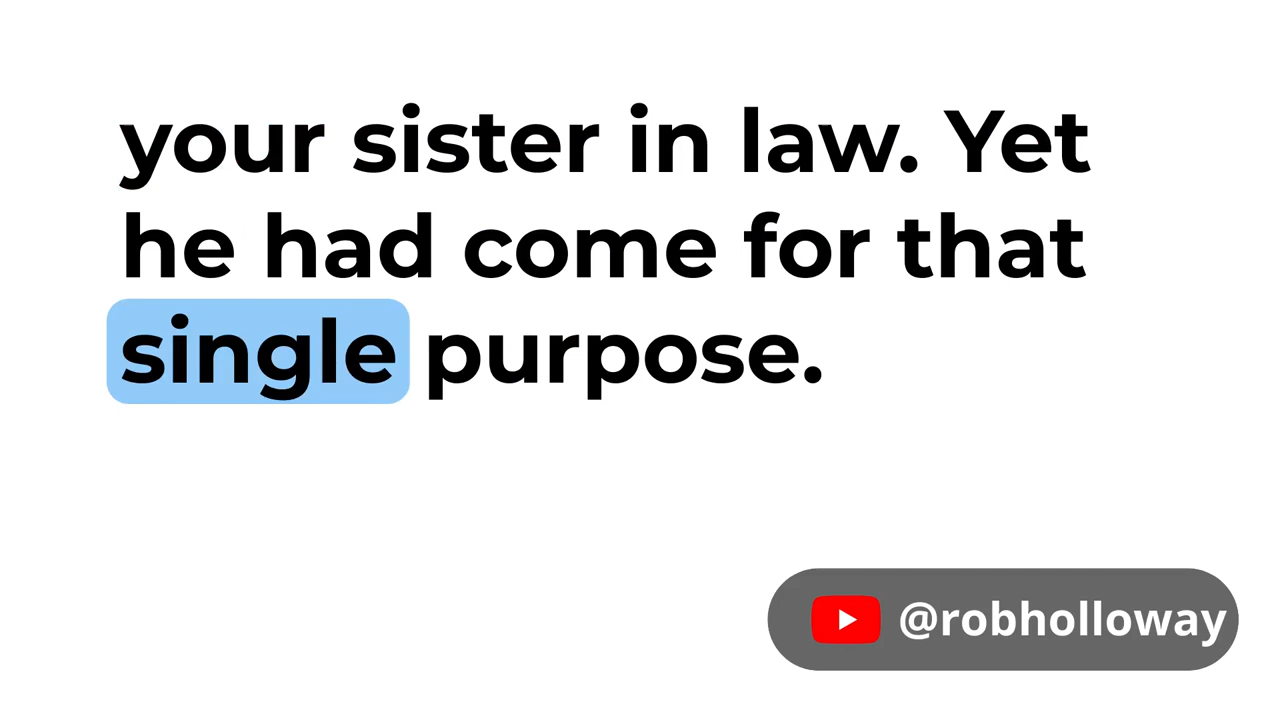 your sister in law. Yet
he had come for that
single purpose.
@robholloway